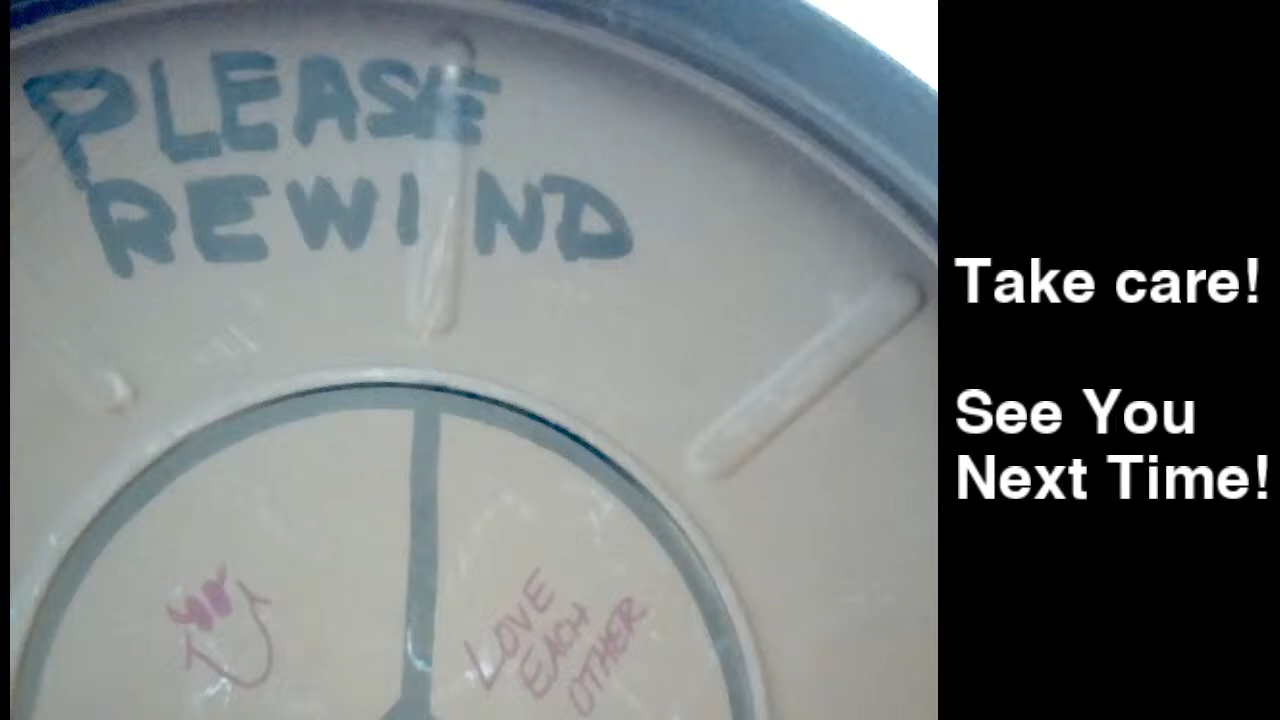 PLEASE
REWIND
LOVE
EACH
OTHER
Take care!
See You
Next Time!